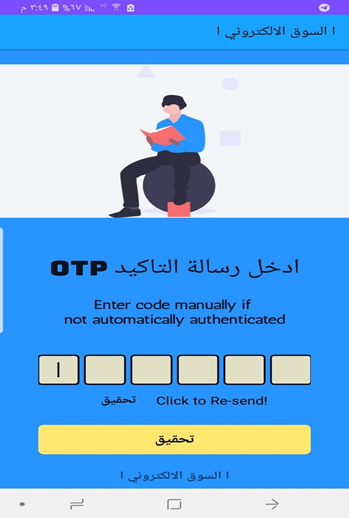 ٣:٤٩ م ٦٧%
ا السوق الالكتروني ا
ادخل رسالة التاكيد OTP
Enter code manually if
not automatically authenticated
تحقيق Click to Re-send!
تحقيق
ا السوق الالكتروني ا